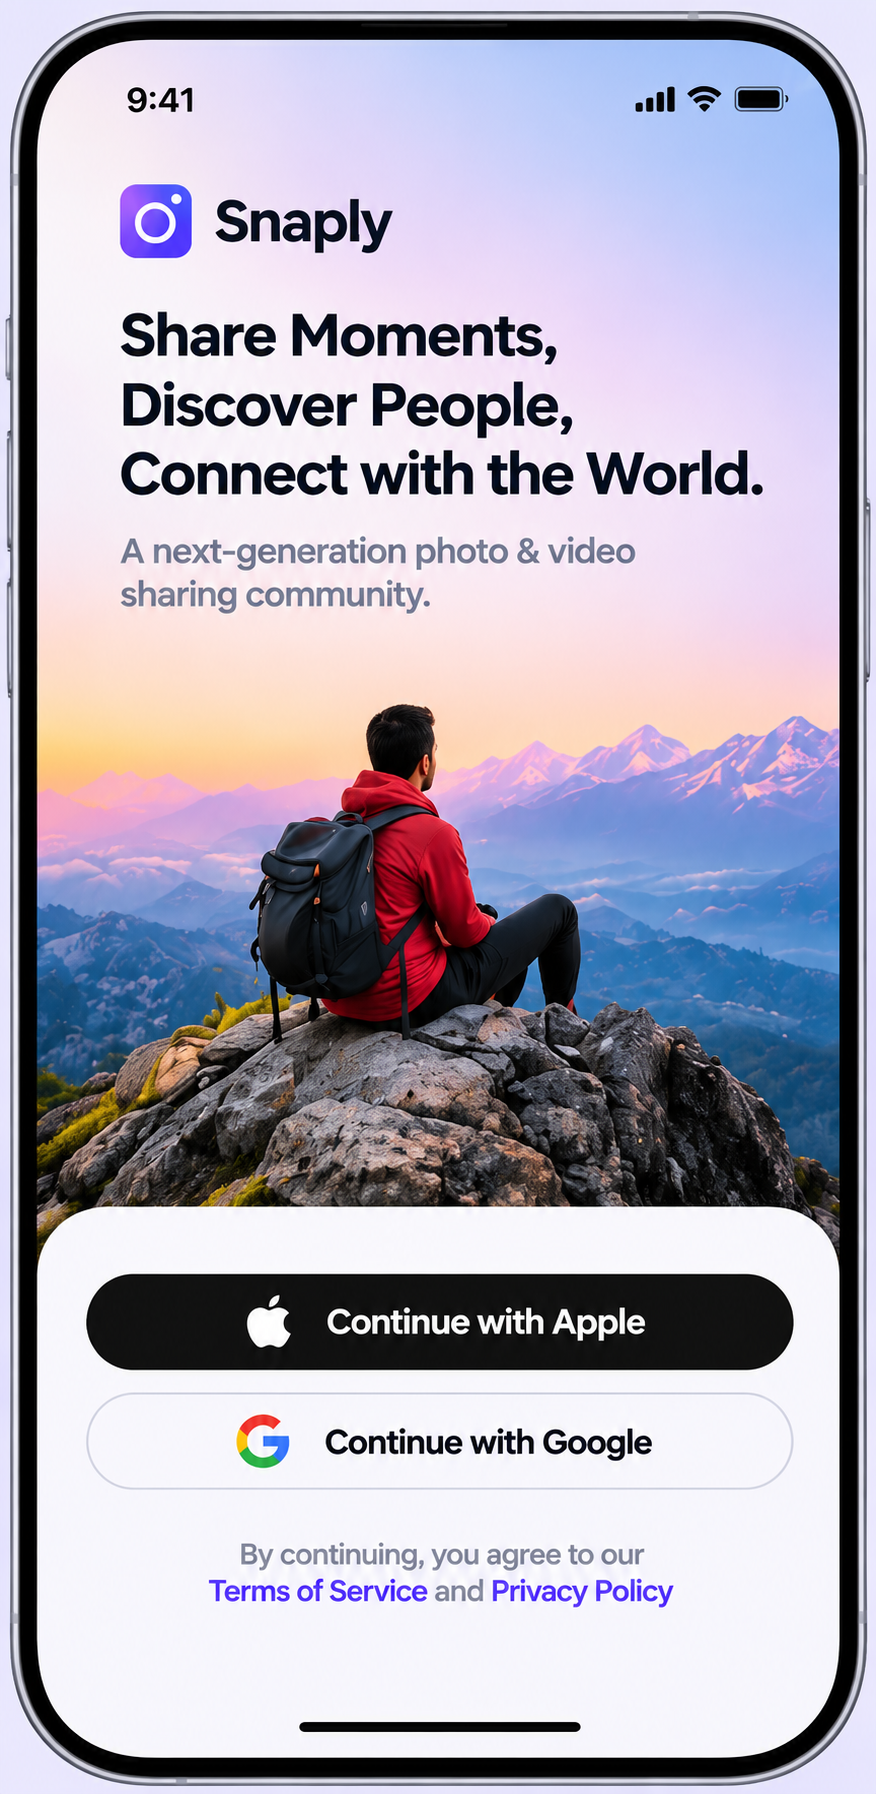 9:41
Snaply
Share Moments,
Discover People,
Connect with the World.
A next-generation photo & video
sharing community.
Continue with Apple
Continue with Google
By continuing, you agree to our
Terms of Service and Privacy Policy